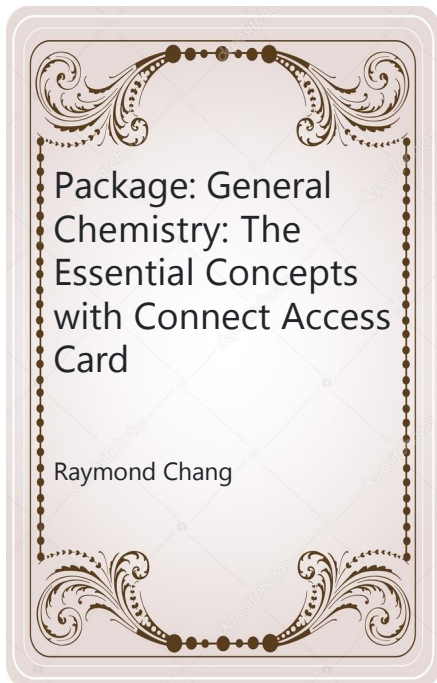 Package: General
Chemistry: The
Essential Concepts
with Connect Access
Card
Raymond Chang